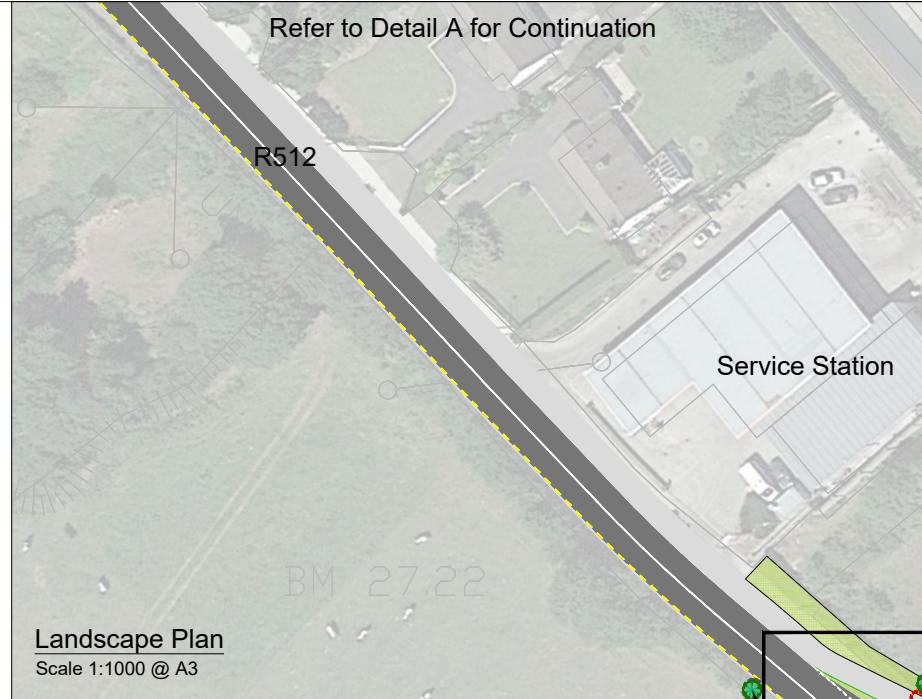 Refer to Detail A for Continuation
R512
Service Station
BM 27.22
Landscape Plan
Scale 1:1000 @ A3